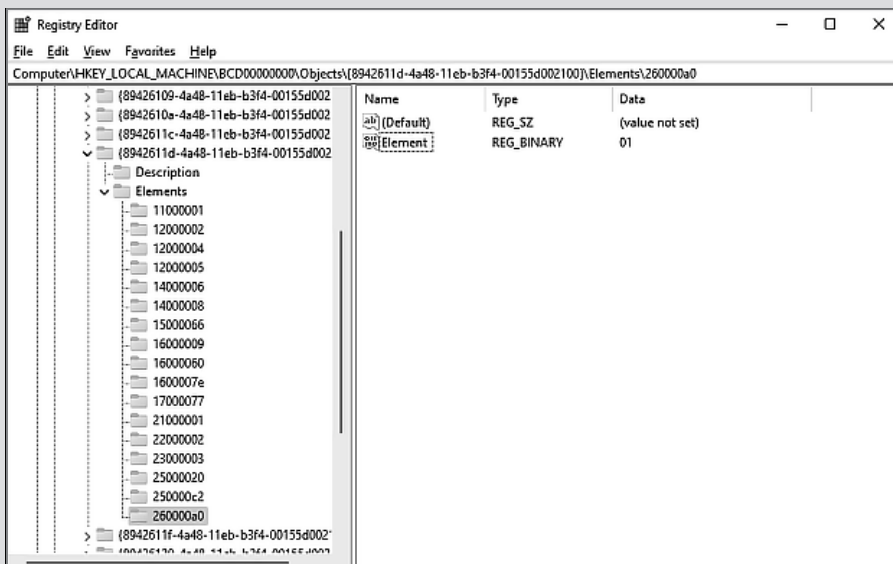 Registry Editor
File Edit View Favorites Help
Computer\HKEY_LOCAL_MACHINE\BCD00000000\Objects\{8942611d-4a48-11eb-b3f4-00155d002100}\Elements\260000a0
{89426109-4a48-11eb-b3f4-00155d002
{8942610a-4a48-11eb-b3f4-00155d002
{8942611c-4a48-11eb-b3f4-00155d002
{8942611d-4a48-11eb-b3f4-00155d002
Description
Elements
11000001
12000002
12000004
12000005
14000006
14000008
15000066
16000009
16000060
1600007e
17000077
21000001
22000002
23000003
25000020
250000c2
260000a0
{8942611f-4a48-11eb-b3f4-00155d002
Name Type Data
(Default) REG_SZ (value not set)
Element REG_BINARY 01